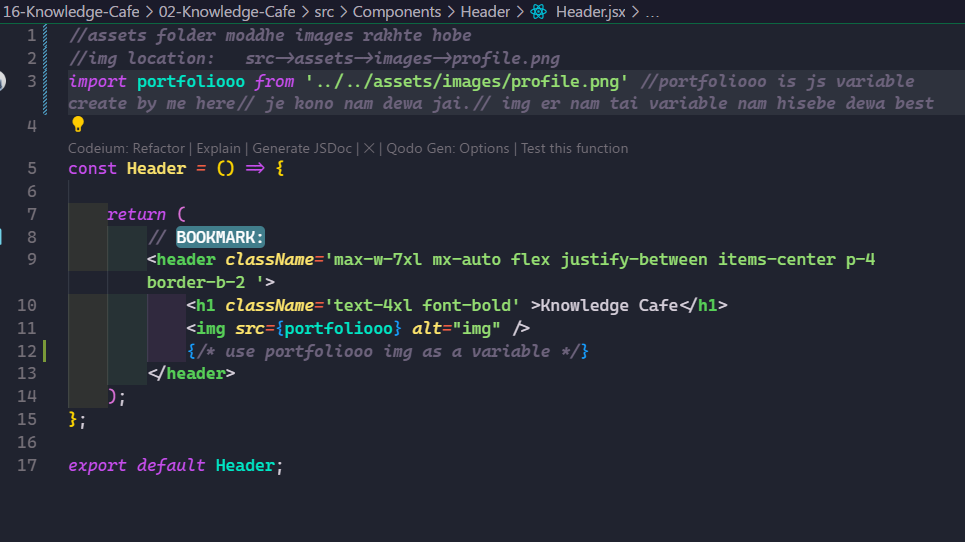 16-Knowledge-Cafe > 02-Knowledge-Cafe > src > Components > Header > Header.jsx > ...
1 //assets folder moddhe images rakhte hobe
2 //img location:   src→assets→images→profile.png
3 import portfoliooo from '../../assets/images/profile.png' //portfoliooo is js variable
create by me here// je kono nam dewa jai.// img er nam tai variable nam hisebe dewa best
4
Codeium: Refactor | Explain | Generate JSDoc | × | Qodo Gen: Options | Test this function
5 const Header = () => {
6
7 return (
8 // BOOKMARK:
9 <header className='max-w-7xl mx-auto flex justify-between items-center p-4
border-b-2 '>
10 <h1 className='text-4xl font-bold' >Knowledge Cafe</h1>
11 <img src={portfoliooo} alt="img" />
12 {/* use portfoliooo img as a variable */}
13 </header>
14 );
15 };
16
17 export default Header;